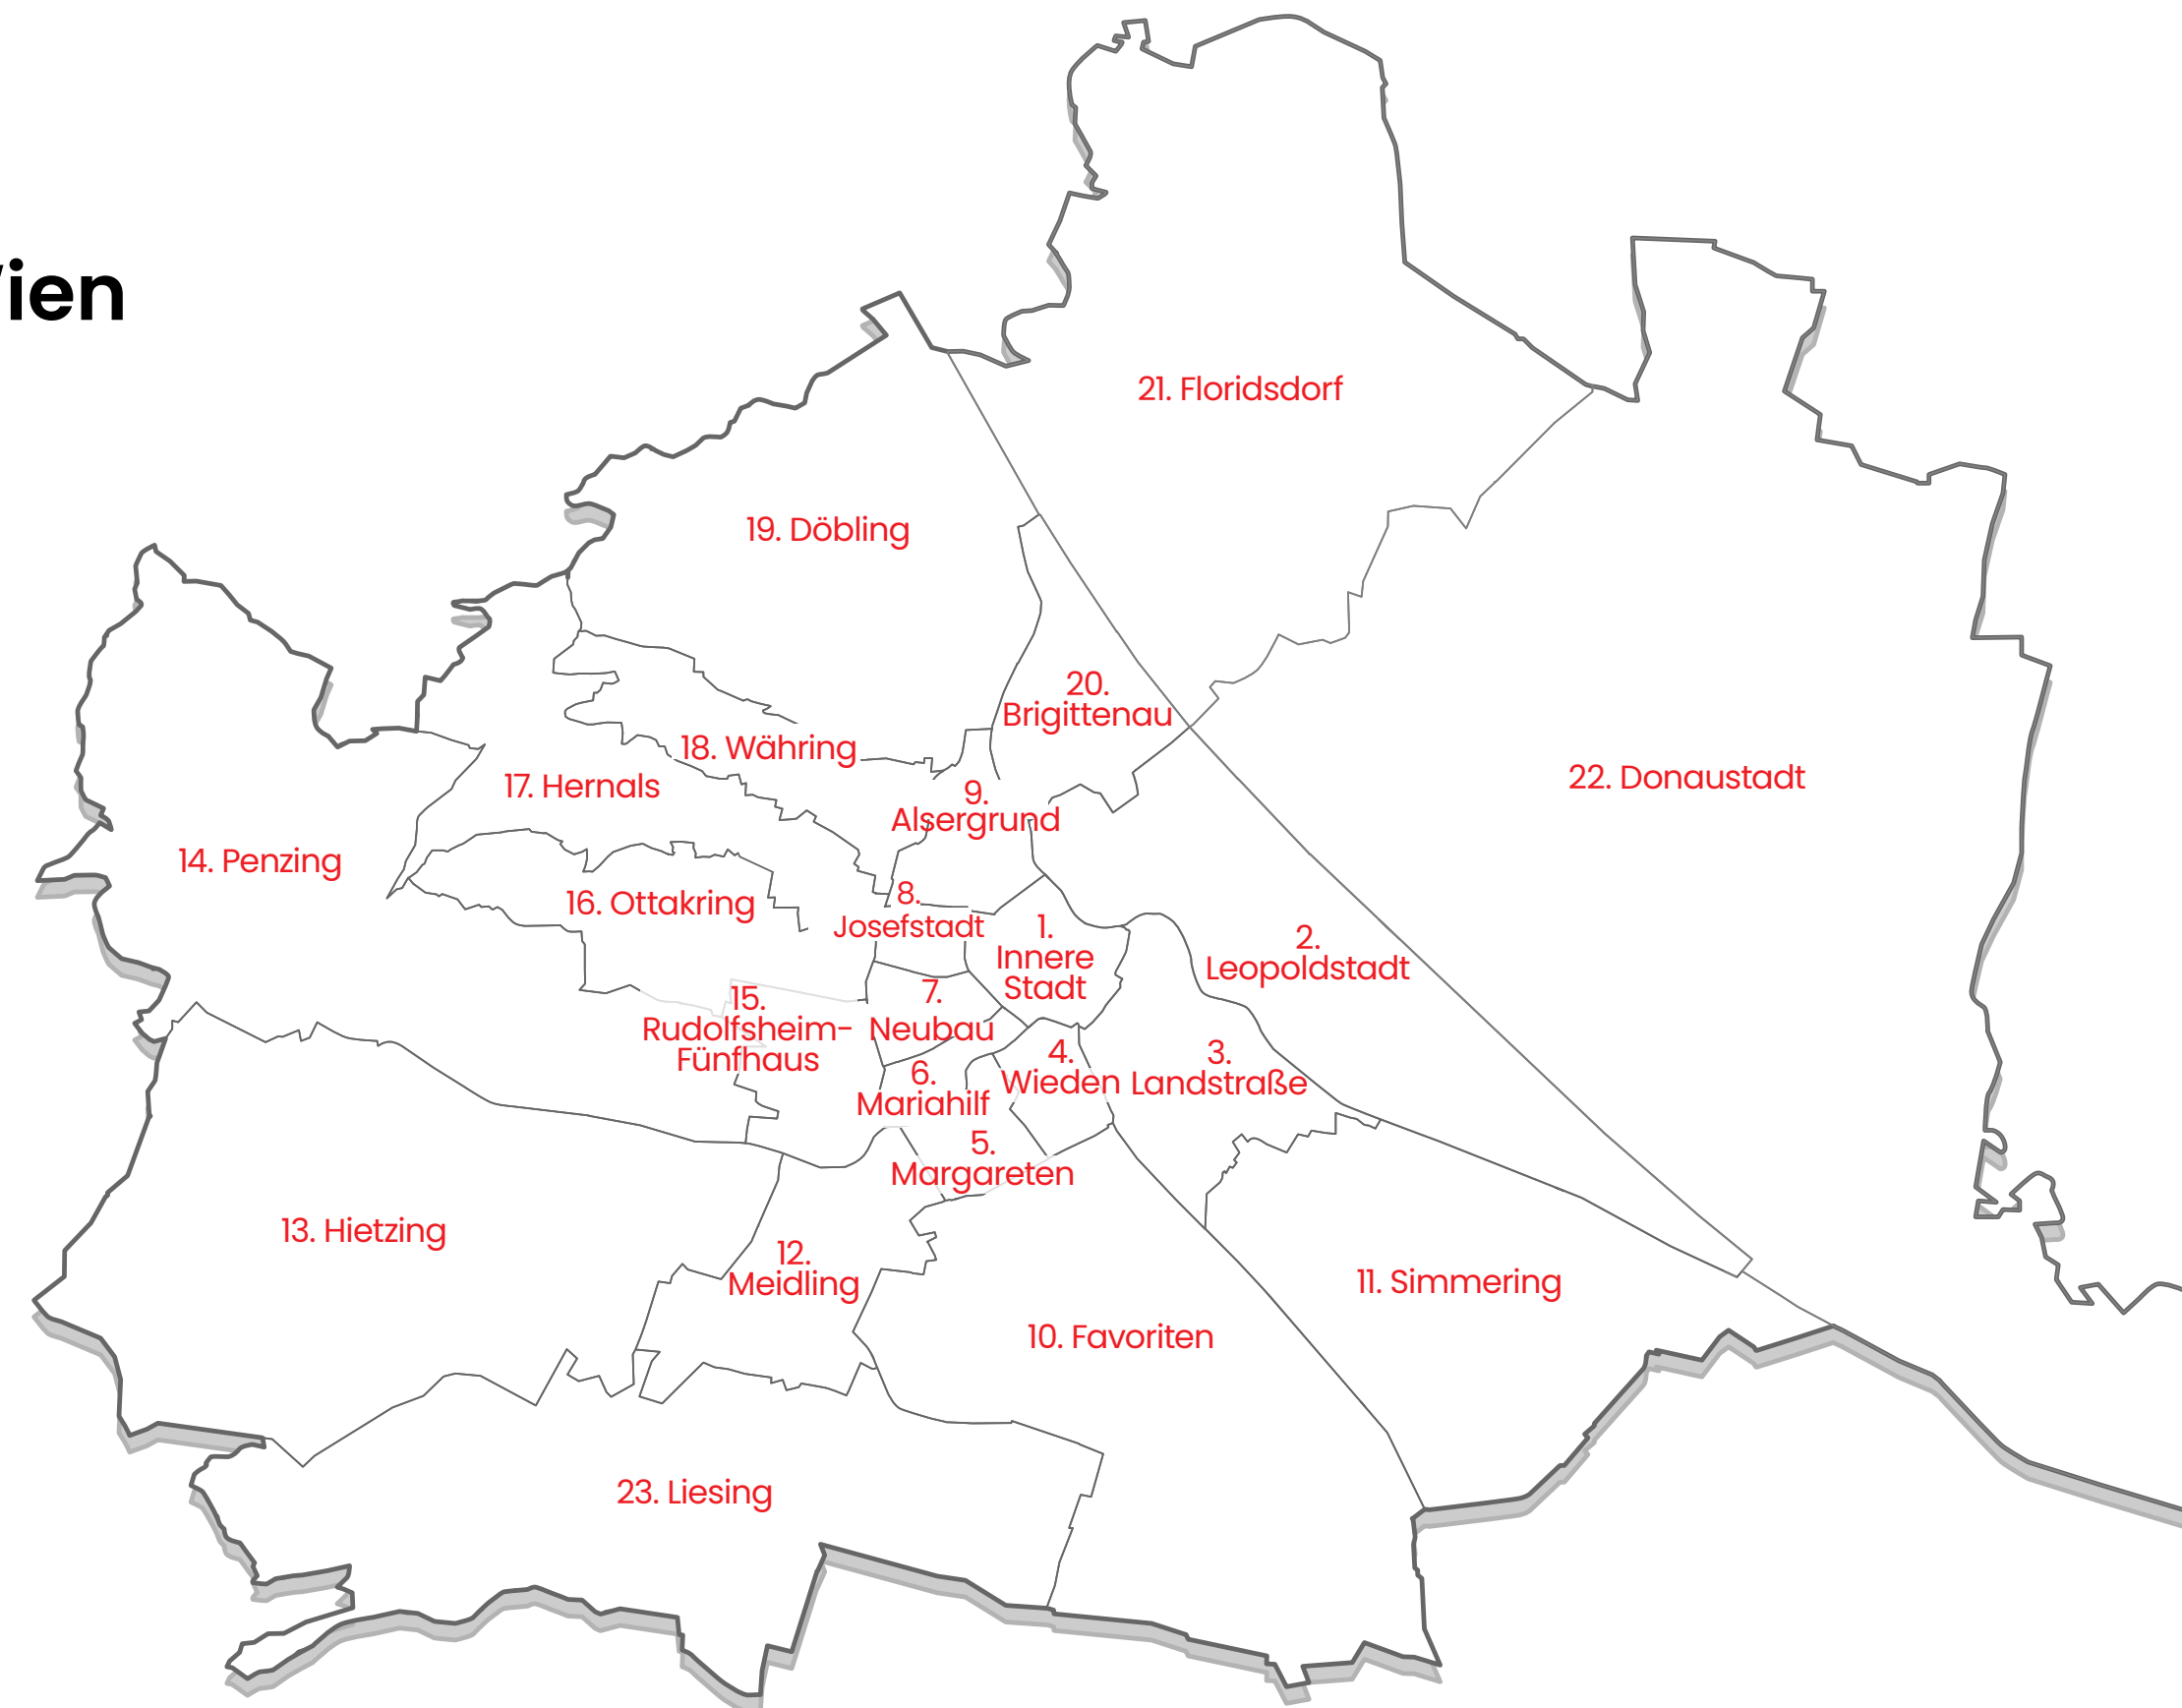 ien
21. Floridsdorf
19. Döbling
20.
Brigittenau
18. Währing
17. Hernals
22. Donaustadt
9.
Alsergrund
14. Penzing
16. Ottakring
8.
Josefstadt
1.
Innere
Stadt
2.
Leopoldstadt
15.
Rudolfsheim-
Fünfhaus
7.
Neubau
4.
Wieden
3.
Landstraße
6.
Mariahilf
5.
Margareten
13. Hietzing
12.
Meidling
11. Simmering
10. Favoriten
23. Liesing